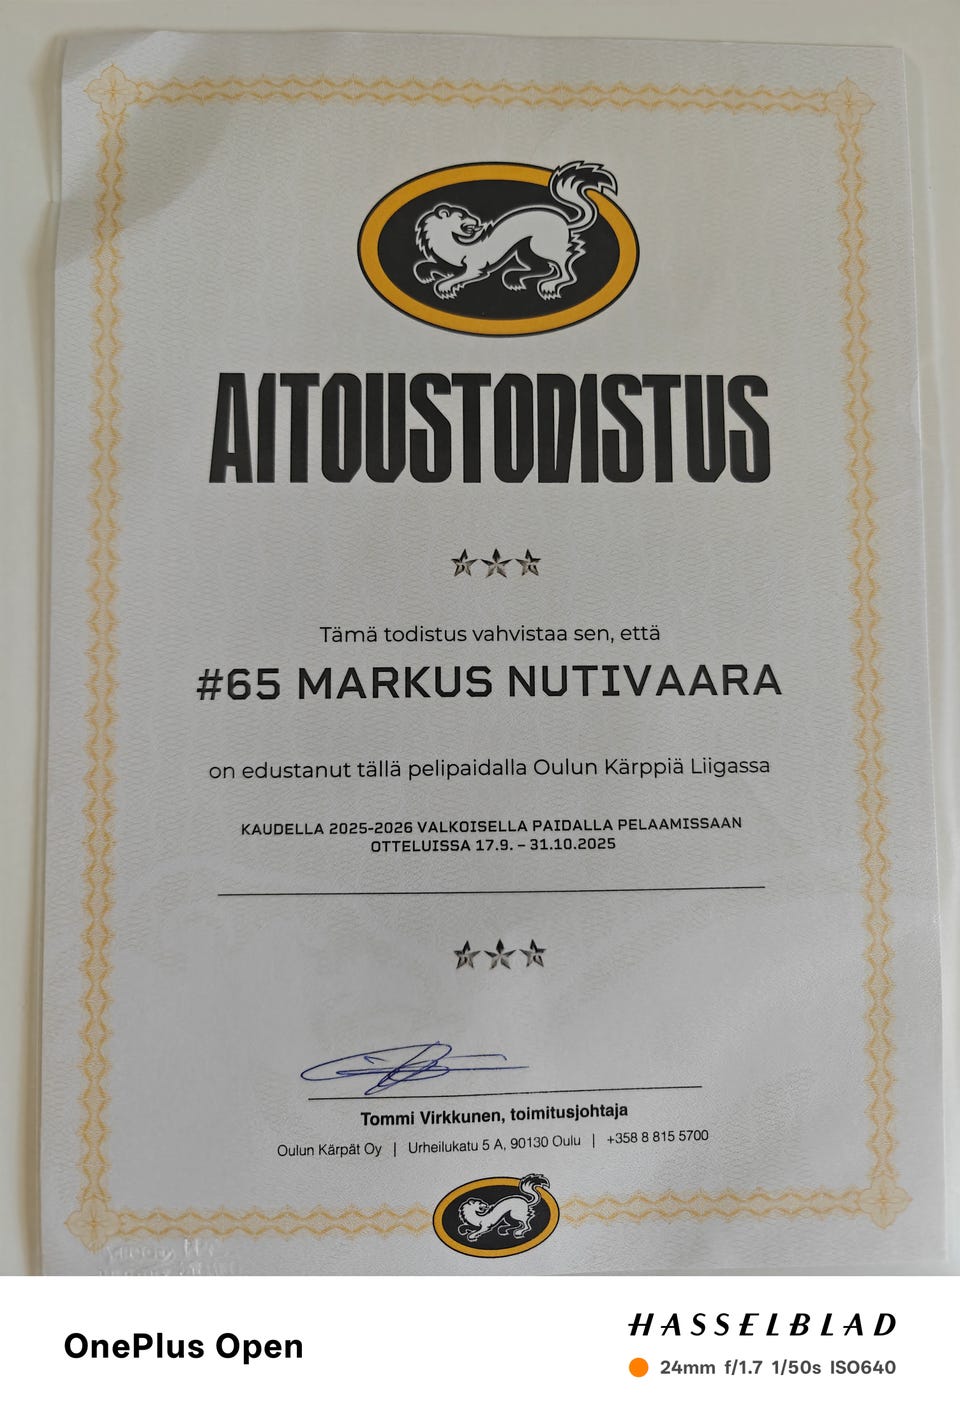 AITOUSTODISTUS
Tämä todistus vahvistaa sen, että
#65 MARKUS NUTIVAARA
on edustanut tällä pelipaidalla Oulun Kärppiä Liigassa
KAUDELLA 2025-2026 VALKOISELLA PAIDALLA PELAAMISSAAN
OTTELUISSA 17.9. – 31.10.2025
Tommi Virkkunen, toimitusjohtaja
Oulun Kärpät Oy | Urheilukatu 5 A, 90130 Oulu | +358 8 815 5700
OnePlus Open
HASSELBLAD
24mm f/1.7 1/50s ISO640